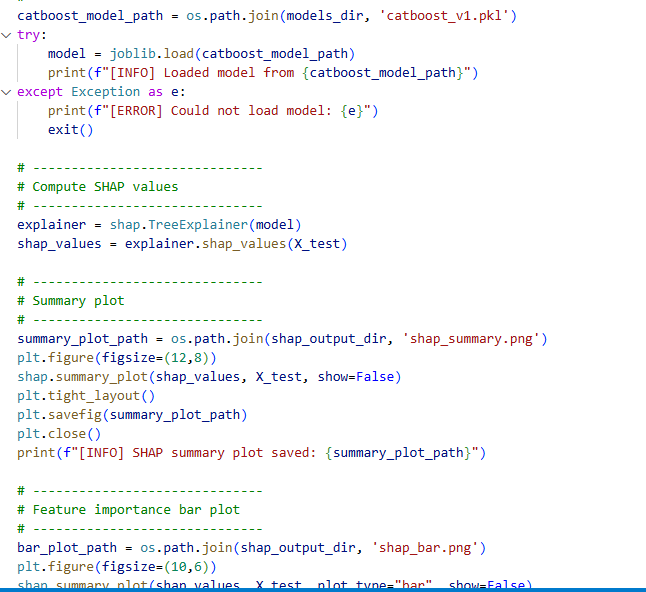 catboost_model_path = os.path.join(models_dir, 'catboost_v1.pkl')
try:
    model = joblib.load(catboost_model_path)
    print(f"[INFO] Loaded model from {catboost_model_path}")
except Exception as e:
    print(f"[ERROR] Could not load model: {e}")
    exit()

# ------------------------------
# Compute SHAP values
# ------------------------------
explainer = shap.TreeExplainer(model)
shap_values = explainer.shap_values(X_test)

# ------------------------------
# Summary plot
# ------------------------------
summary_plot_path = os.path.join(shap_output_dir, 'shap_summary.png')
plt.figure(figsize=(12,8))
shap.summary_plot(shap_values, X_test, show=False)
plt.tight_layout()
plt.savefig(summary_plot_path)
plt.close()
print(f"[INFO] SHAP summary plot saved: {summary_plot_path}")

# ------------------------------
# Feature importance bar plot
# ------------------------------
bar_plot_path = os.path.join(shap_output_dir, 'shap_bar.png')
plt.figure(figsize=(10,6))
shap.summary_plot(shap_values, X_test, plot_type="bar", show=False)